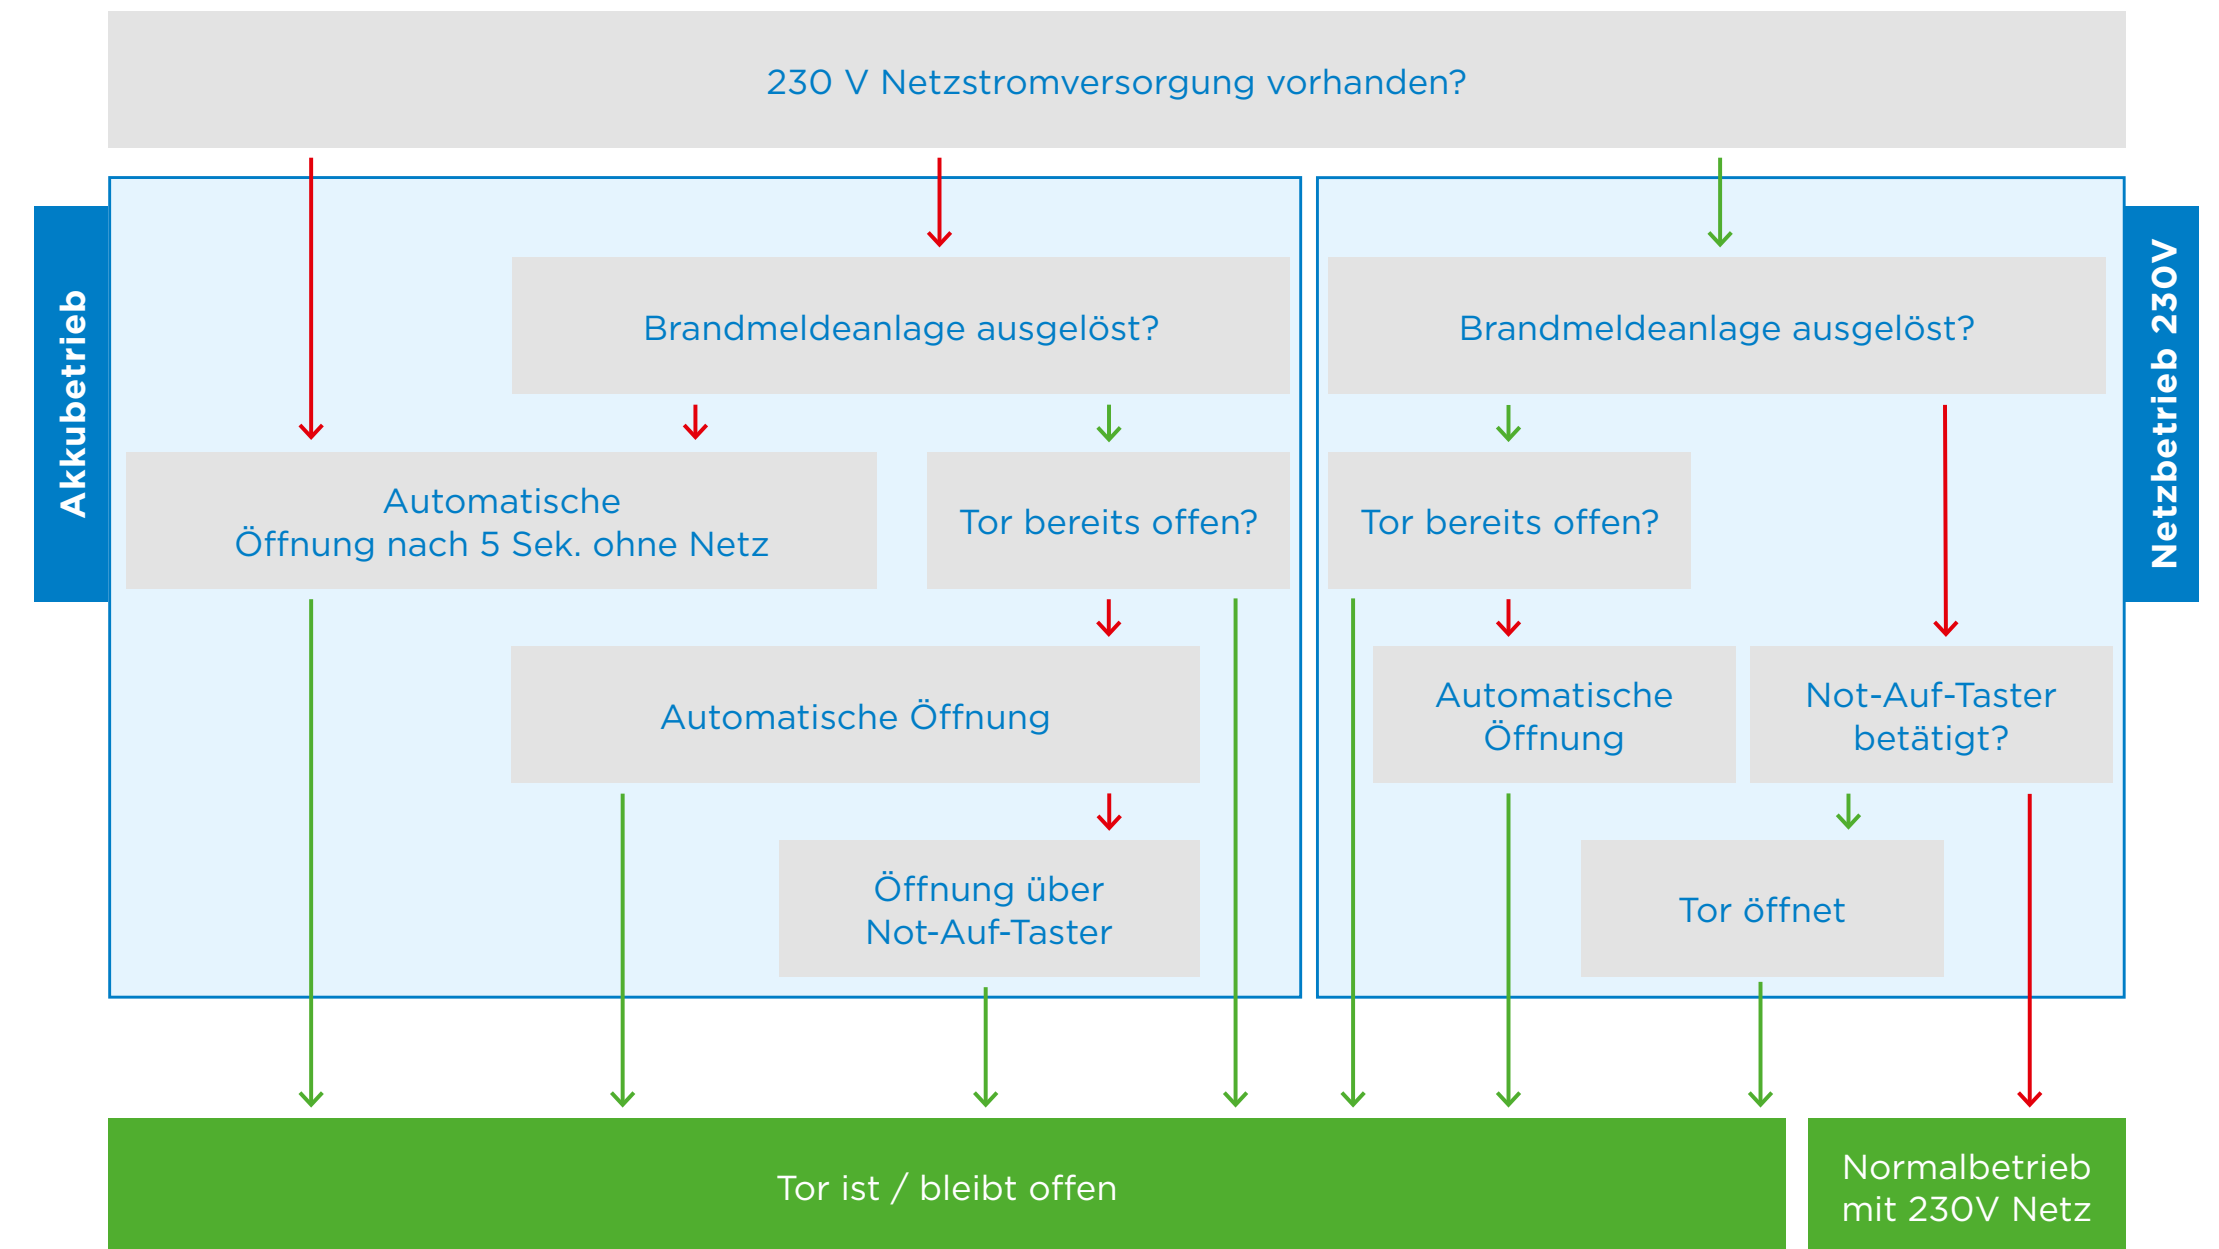 230 V Netzstromversorgung vorhanden?
Akkubetrieb
Netzbetrieb 230V
Brandmeldeanlage ausgelöst?
Brandmeldeanlage ausgelöst?
Automatische
Öffnung nach 5 Sek. ohne Netz
Tor bereits offen?
Tor bereits offen?
Automatische Öffnung
Automatische
Öffnung
Not-Auf-Taster
betätigt?
Öffnung über
Not-Auf-Taster
Tor öffnet
Tor ist / bleibt offen
Normalbetrieb
mit 230V Netz